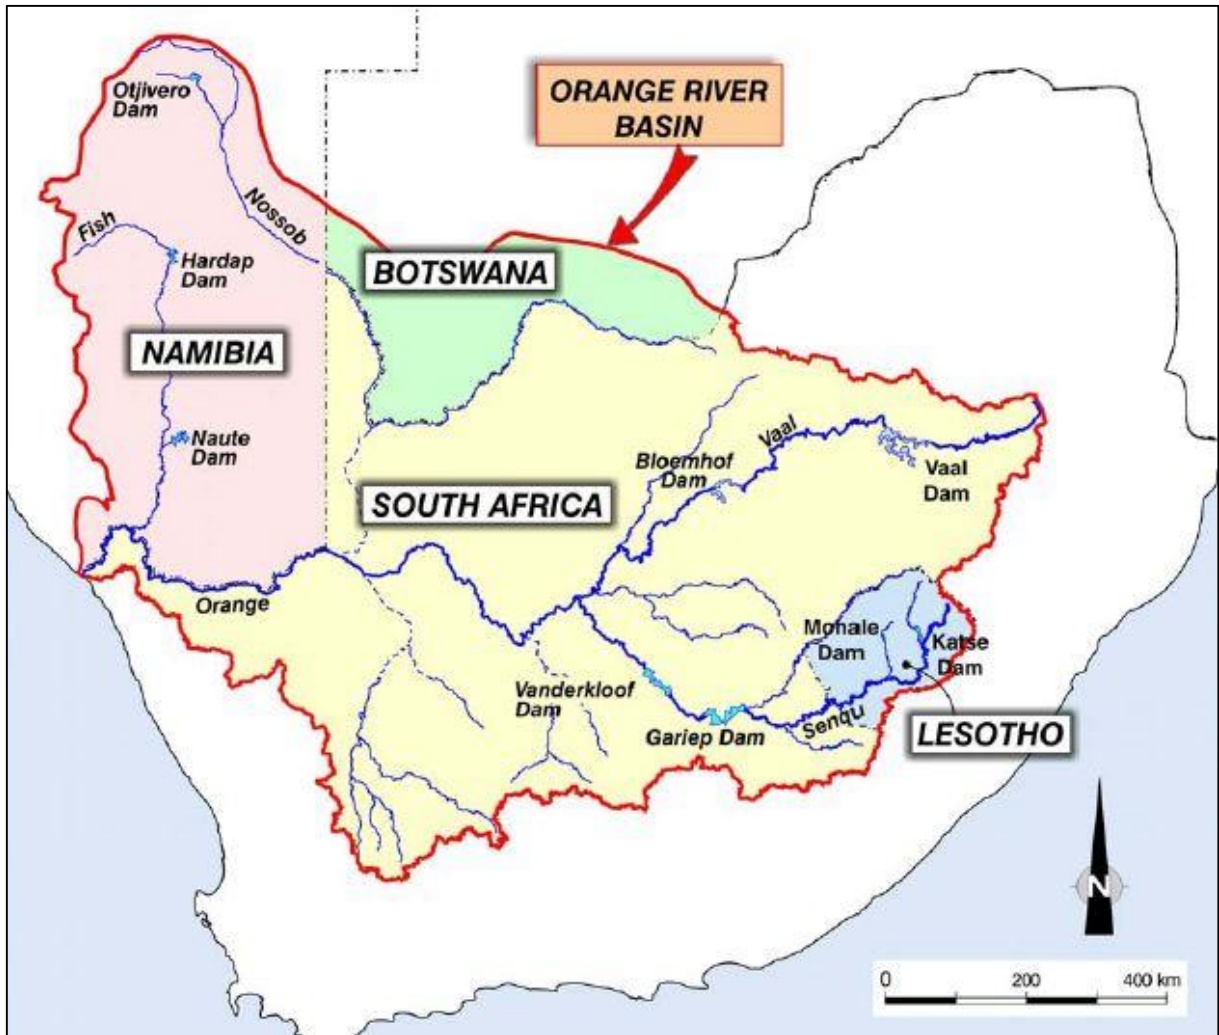 ORANGE RIVER
BASIN
Otjivero
Dam
Nossob
Fish
Hardap
Dam
BOTSWANA
NAMIBIA
Naute
Dam
Vaal
Bloemhof
Dam
Vaal
Dam
SOUTH AFRICA
Orange
Mohale
Dam
Katse
Dam
Vanderkloof
Dam
Senqu
Gariep Dam
LESOTHO
N
0 200 400 km